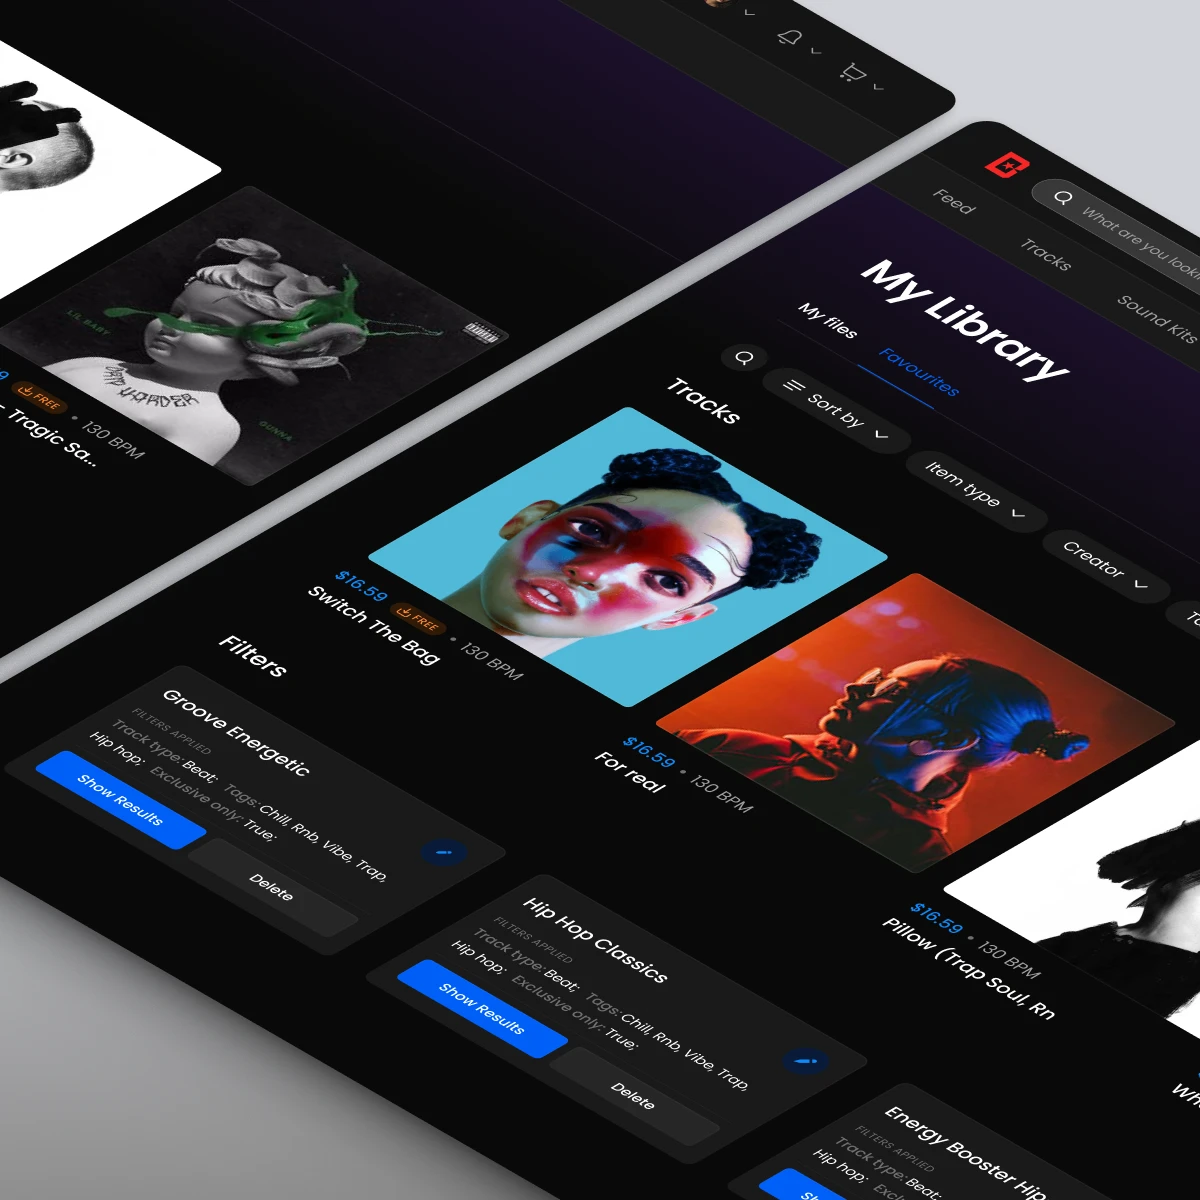 LIL BABY
GUNNA
DRIP HARDER
9 FREE • 130 BPM
– Tragic Sa...
What are you looki
Feed
Tracks
Sound Kits
My Library
My files
Favourites
Sort by
Item type
Creator
Tracks
$16.59 FREE • 130 BPM
Switch The Bag
$16.59 • 130 BPM
For real
$16.59 • 130 BPM
Pillow (Trap Soul, Rn
Wh
Filters
Groove Energetic
FILTERS APPLIED
Track type: Beat; Tags: Chill, Rnb, Vibe, Trap,
Hip hop; Exclusive only: True;
Show Results
Delete
Hip Hop Classics
FILTERS APPLIED
Track type: Beat; Tags: Chill, Rnb, Vibe, Trap,
Hip hop; Exclusive only: True;
Show Results
Delete
Energy Booster Hip
FILTERS APPLIED
Track type: Beat;
Hip hop; Excl
Sh